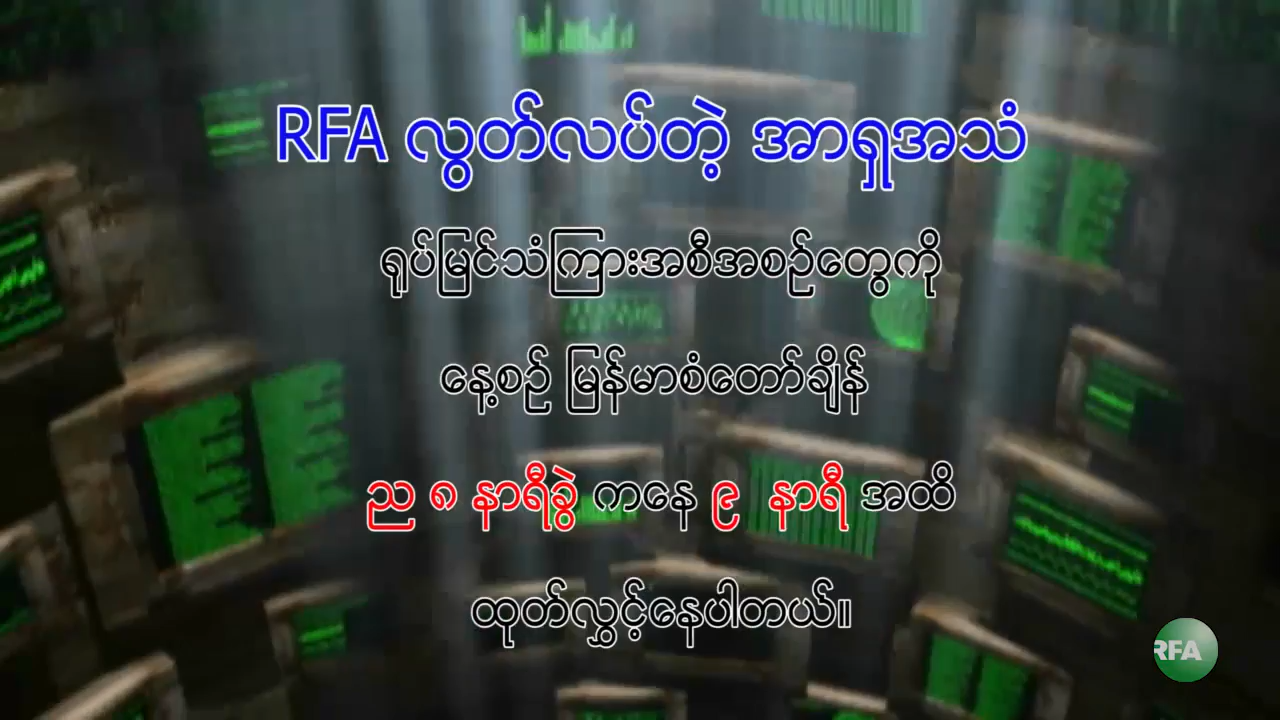 RFA လွတ်လပ်တဲ့ အာရှအသံ
ရုပ်မြင်သံကြားအစီအစဉ်တွေကို
နေ့စဉ် မြန်မာစံတော်ချိန်
ည ၈ နာရီခွဲ ကနေ ၉ နာရီ အထိ
ထုတ်လွှင့်နေပါတယ်။
RFA